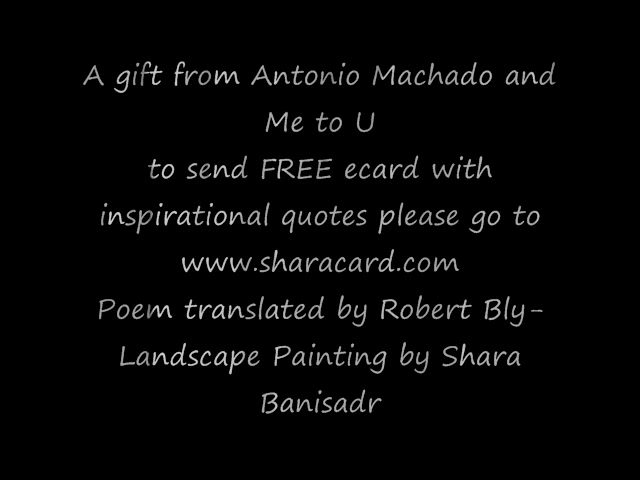 A gift from Antonio Machado and
Me to U
to send FREE ecard with
inspirational quotes please go to
www.sharacard.com
Poem translated by Robert Bly-
Landscape Painting by Shara
Banisadr